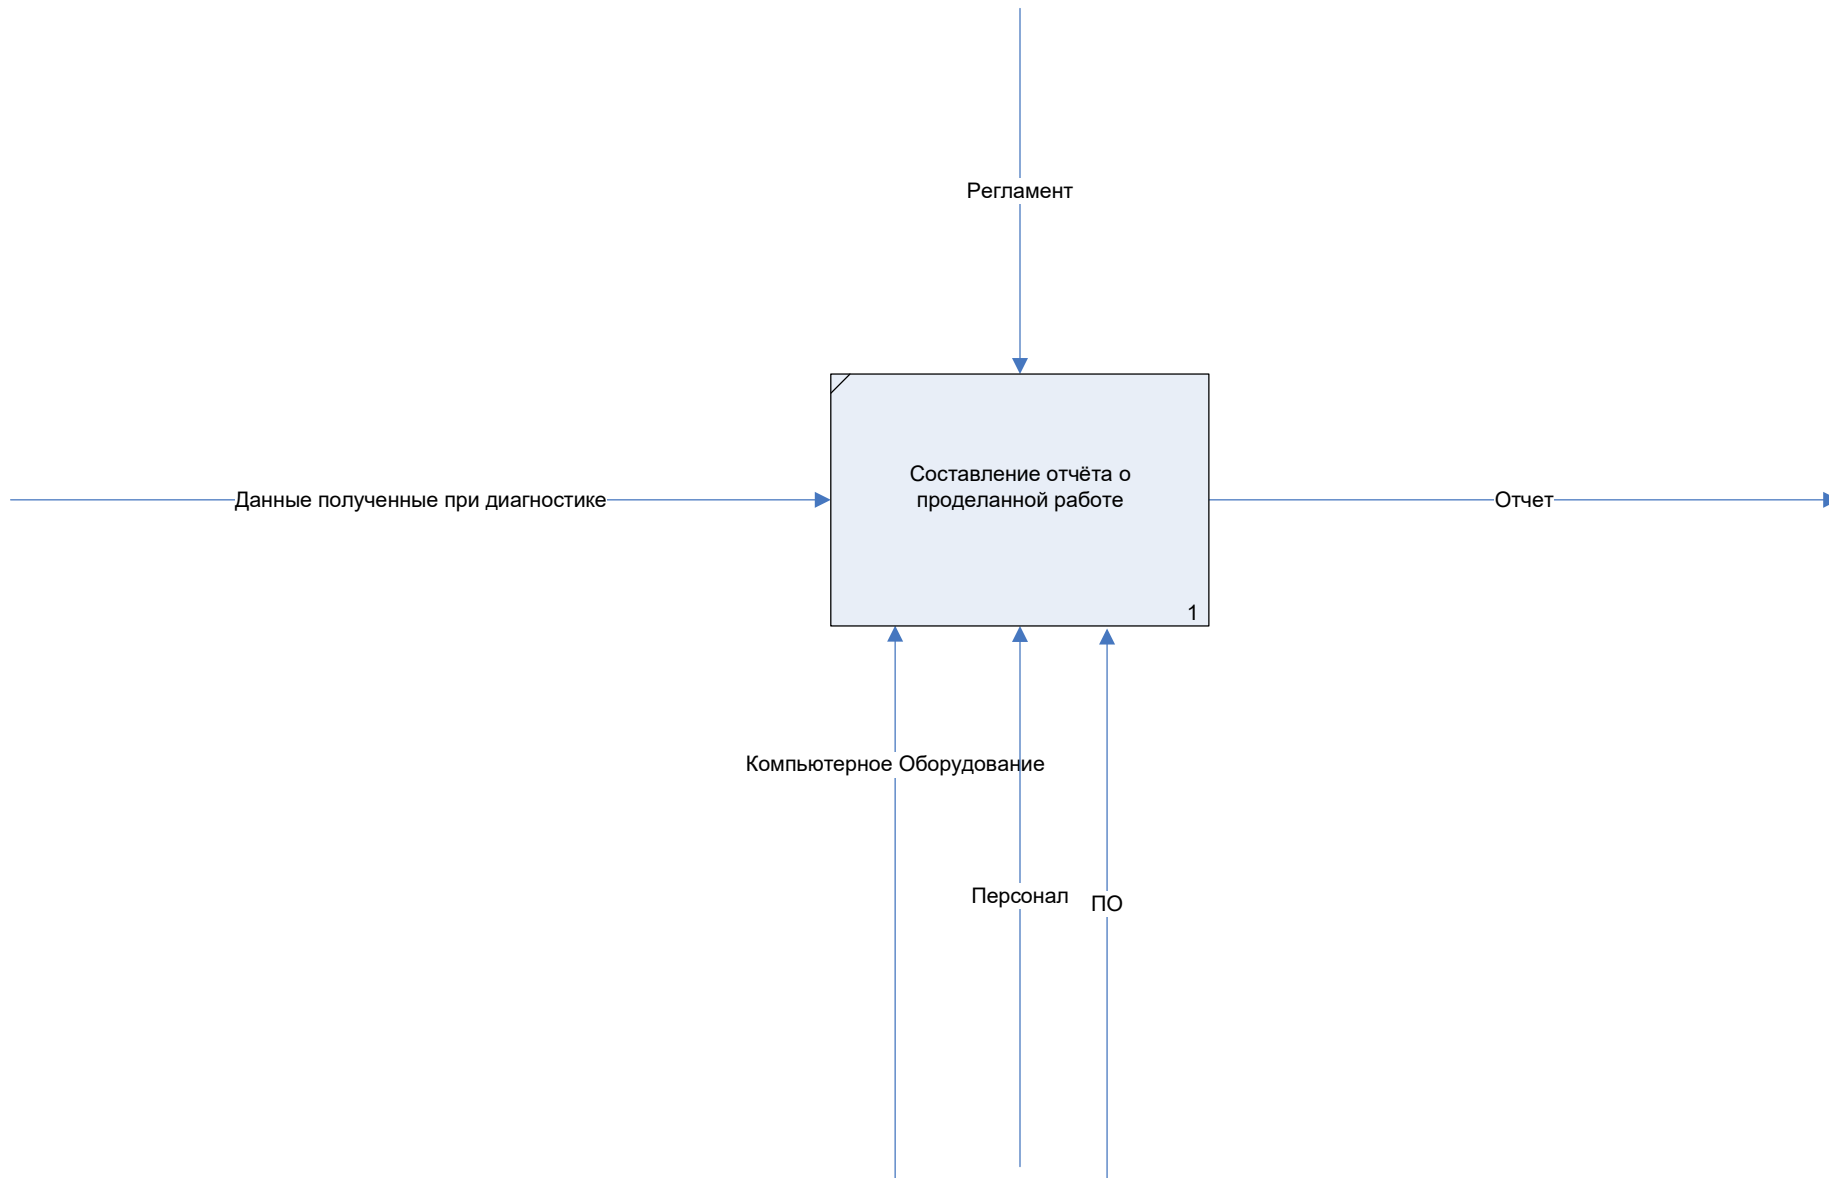 Регламент
Составление отчёта о
проделанной работе
Данные полученные при диагностике
Отчет
1
Компьютерное Оборудование
Персонал
ПО